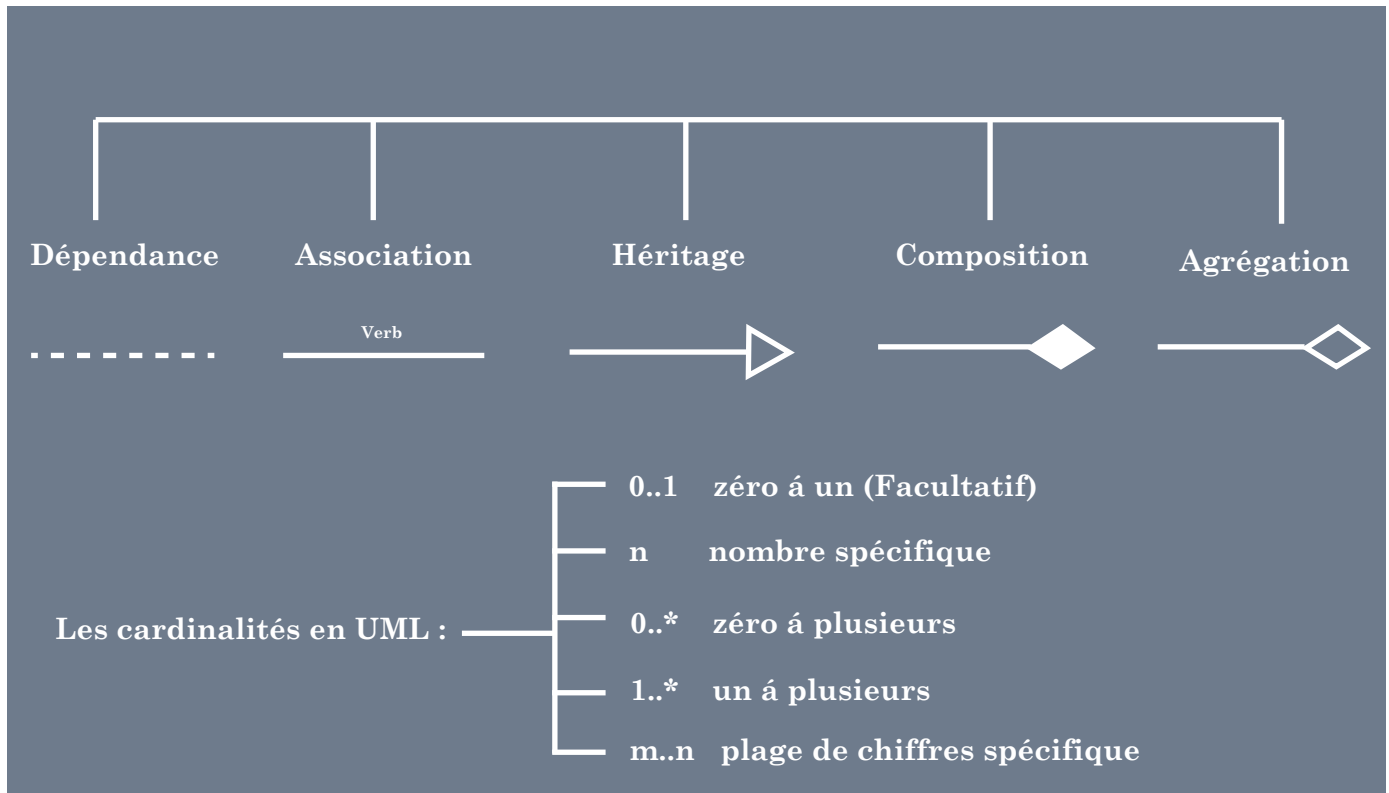 Dépendance
Association
Héritage
Composition
Agrégation
Verb
Les cardinalités en UML :
0..1 zéro á un (Facultatif)
n nombre spécifique
0..* zéro á plusieurs
1..* un á plusieurs
m..n plage de chiffres spécifique